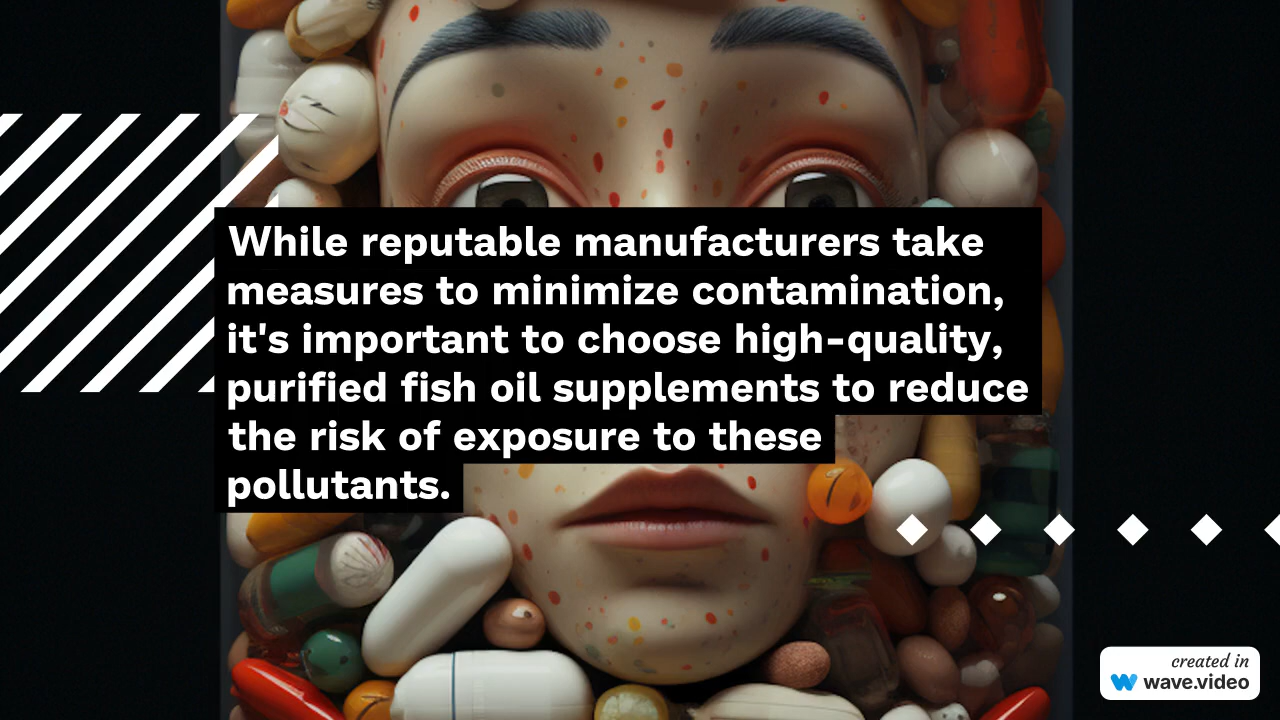 While reputable manufacturers take
measures to minimize contamination,
it's important to choose high-quality,
purified fish oil supplements to reduce
the risk of exposure to these
pollutants.
created in
wave.video